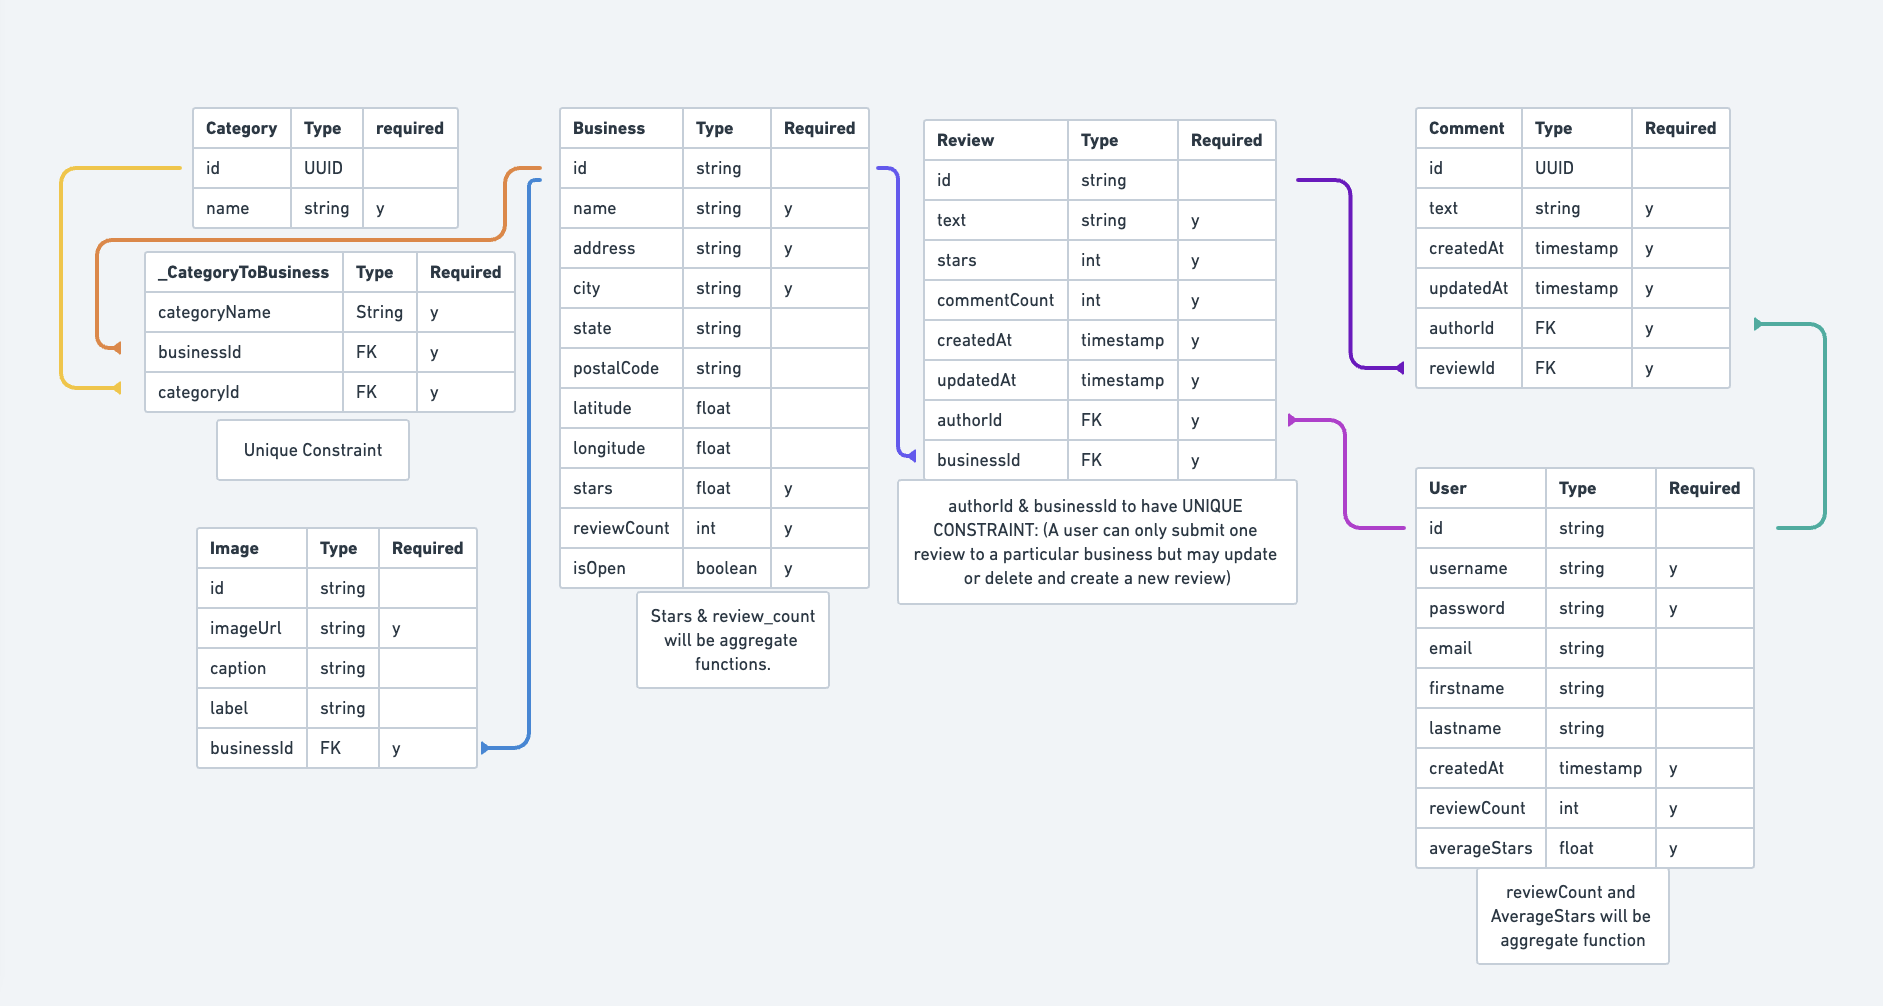 Category Type required
id UUID
name string y
_CategoryToBusiness Type Required
categoryName String y
businessId FK y
categoryId FK y
Unique Constraint
Image Type Required
id string
imageUrl string y
caption string
label string
businessId FK y
Business Type Required
id string
name string y
address string y
city string y
state string
postalCode string
latitude float
longitude float
stars float y
reviewCount int y
isOpen boolean y
Stars & review_count
will be aggregate
functions.
Review Type Required
id string
text string y
stars int y
commentCount int y
createdAt timestamp y
updatedAt timestamp y
authorId FK y
businessId FK y
authorId & businessId to have UNIQUE
CONSTRAINT: (A user can only submit one
review to a particular business but may update
or delete and create a new review)
Comment Type Required
id UUID
text string y
createdAt timestamp y
updatedAt timestamp y
authorId FK y
reviewId FK y
User Type Required
id string
username string y
password string y
email string
firstname string
lastname string
createdAt timestamp y
reviewCount int y
averageStars float y
reviewCount and
AverageStars will be
aggregate function